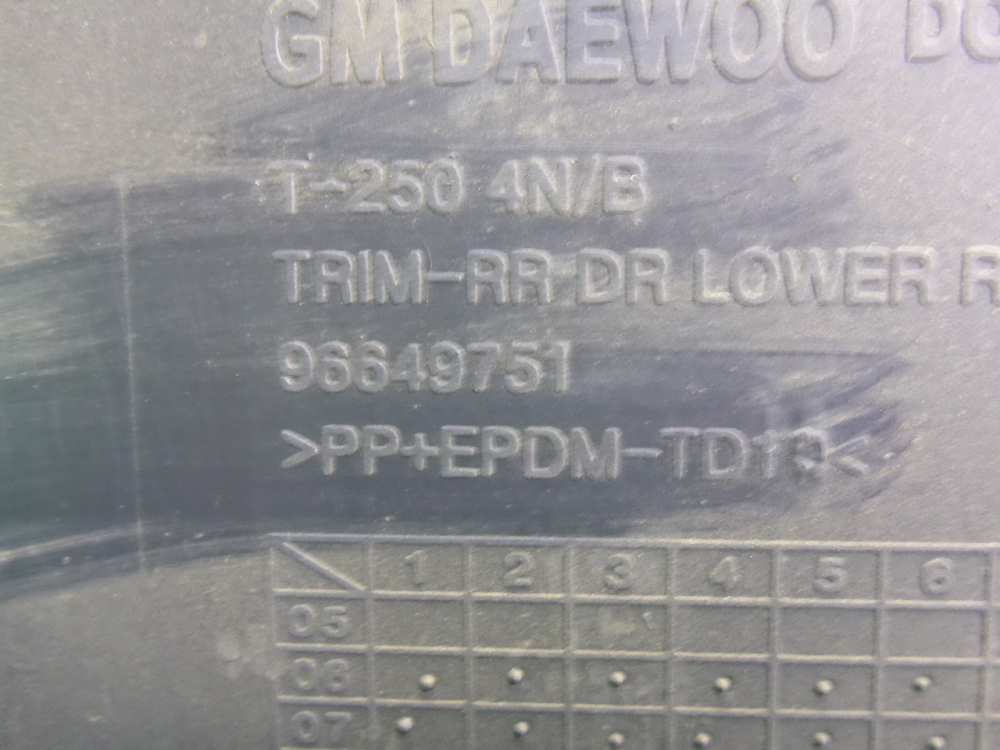 GM DAEWOO
T-250 4N/B
TRIM-RR DR LOWER R
96649751
>PP+EPDM-TD10<
1 2 3 4 5 6
05
06
07